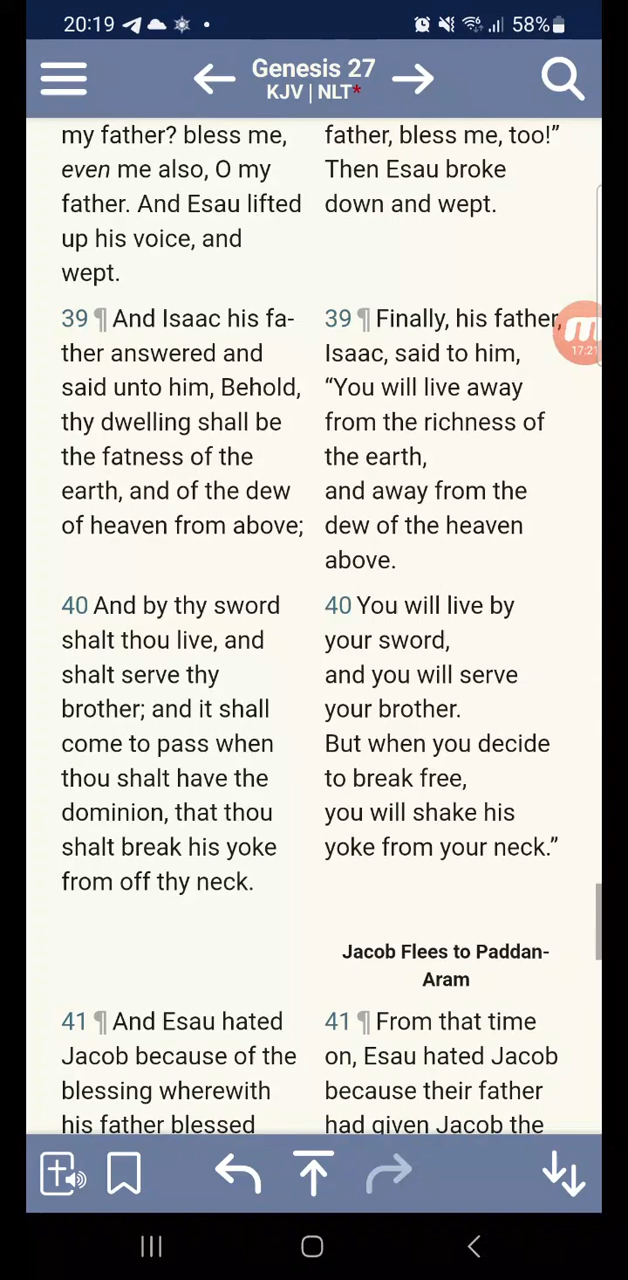 20:19
58%
Genesis 27
KJV | NLT*
my father? bless me,
even me also, O my
father. And Esau lifted
up his voice, and
wept.
39 ¶ And Isaac his fa-
ther answered and
said unto him, Behold,
thy dwelling shall be
the fatness of the
earth, and of the dew
of heaven from above;
40 And by thy sword
shalt thou live, and
shalt serve thy
brother; and it shall
come to pass when
thou shalt have the
dominion, that thou
shalt break his yoke
from off thy neck.
41 ¶ And Esau hated
Jacob because of the
blessing wherewith
his father blessed
father, bless me, too!”
Then Esau broke
down and wept.
39 ¶ Finally, his father,
Isaac, said to him,
“You will live away
from the richness of
the earth,
and away from the
dew of the heaven
above.
40 You will live by
your sword,
and you will serve
your brother.
But when you decide
to break free,
you will shake his
yoke from your neck.”
Jacob Flees to Paddan-
Aram
41 ¶ From that time
on, Esau hated Jacob
because their father
had given Jacob the
17:21